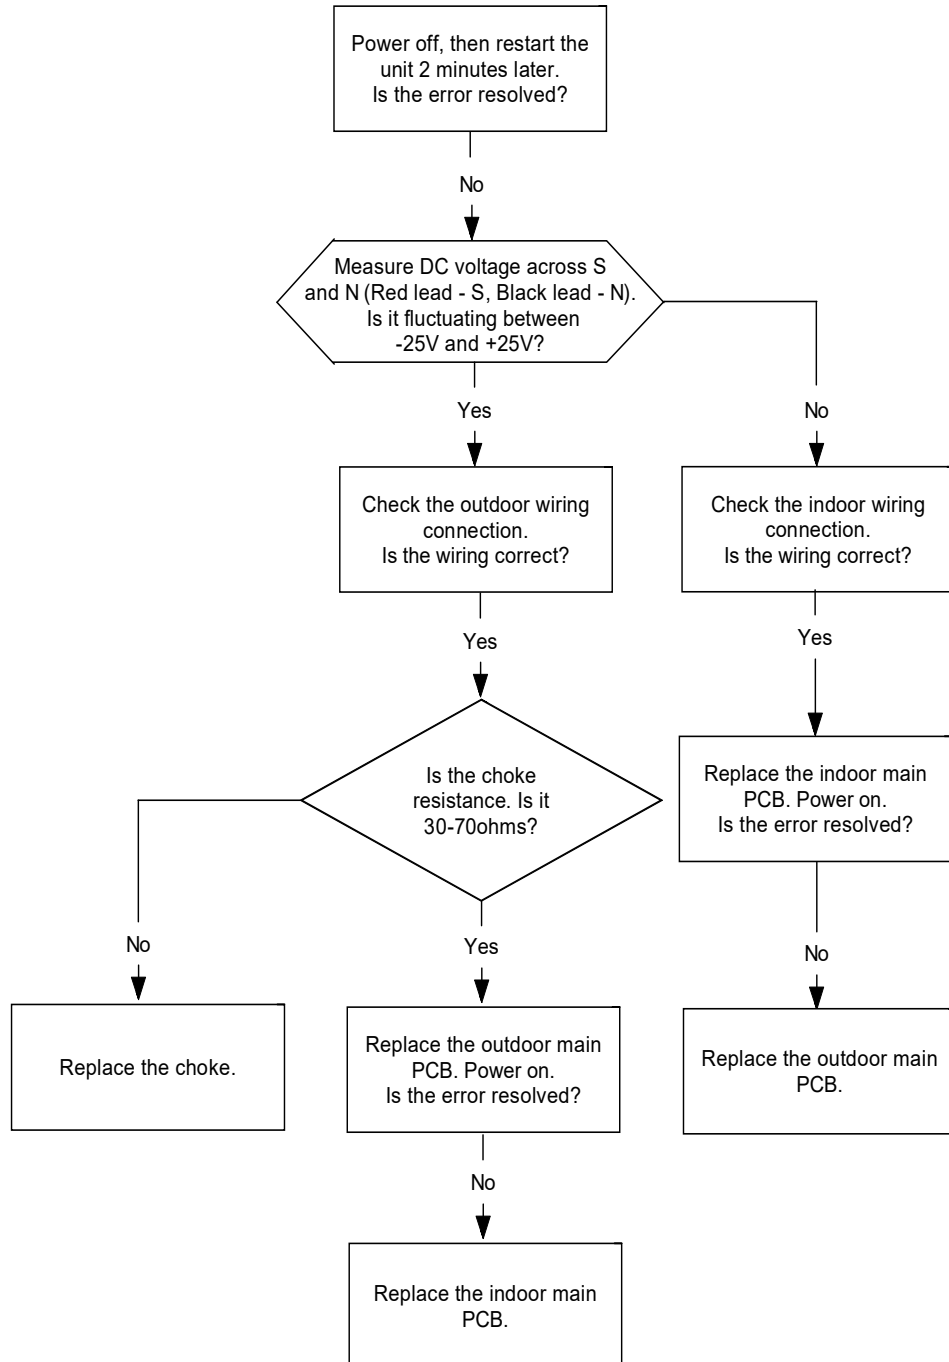 Power off, then restart the
unit 2 minutes later.
Is the error resolved?
No
Measure DC voltage across S
and N (Red lead - S, Black lead - N).
Is it fluctuating between
-25V and +25V?
Yes
No
Check the outdoor wiring
connection.
Is the wiring correct?
Check the indoor wiring
connection.
Is the wiring correct?
Yes
Yes
Is the choke
resistance. Is it
30-70ohms?
Replace the indoor main
PCB. Power on.
Is the error resolved?
No
Yes
No
Replace the choke.
Replace the outdoor main
PCB. Power on.
Is the error resolved?
Replace the outdoor main
PCB.
No
Replace the indoor main
PCB.